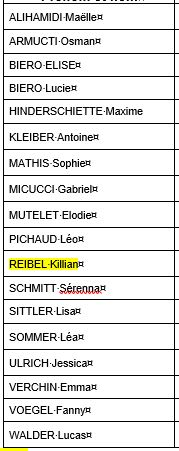 ALIHAMIDI·Maëlle¤
ARMUCTI·Osman¤
BIERO·ELISE¤
BIERO·Lucie¤
HINDERSCHIETTE·Maxime
KLEIBER·Antoine¤
MATHIS·Sophie¤
MICUCCI·Gabriel¤
MUTELET·Elodie¤
PICHAUD·Léo¤
REIBEL·Killian¤
SCHMITT·Sérenna¤
SITTLER·Lisa¤
SOMMER·Léa¤
ULRICH·Jessica¤
VERCHIN·Emma¤
VOEGEL·Fanny¤
WALDER·Lucas¤